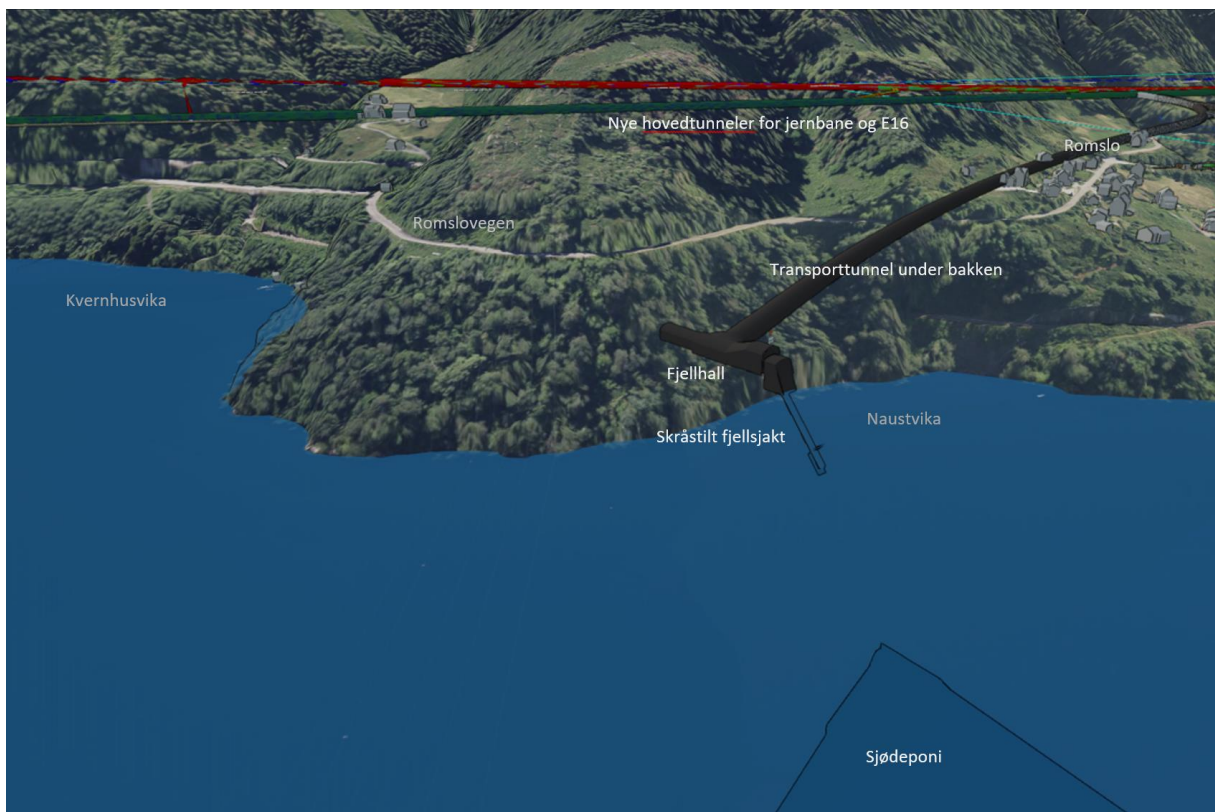 Nye hovedtunneler for jernbane og E16
Romslo
Romslovegen
Transporttunnel under bakken
Kvernhusvika
Fjellhall
Naustvika
Skråstilt fjellsjakt
Sjødeponi